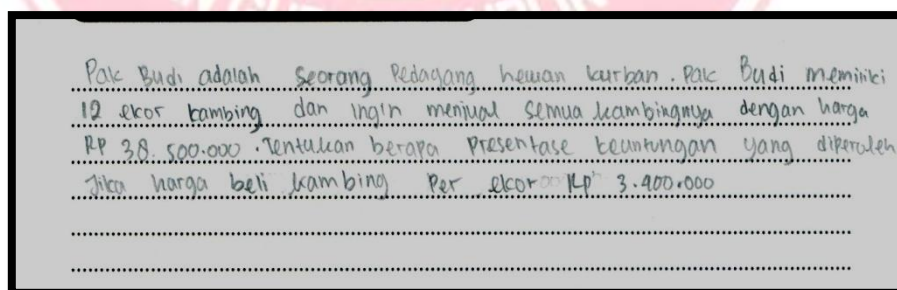 Pak Budi adalah seorang Pedagang hewan kurban. Pak Budi memiliki
12 ekor kambing dan ingin menjual semua kambingnya dengan harga
RP 38.500.000. Tentukan berapa Presentase keuntungan yang diperoleh
Jika harga beli kambing Per ekor Rp 3.400.000